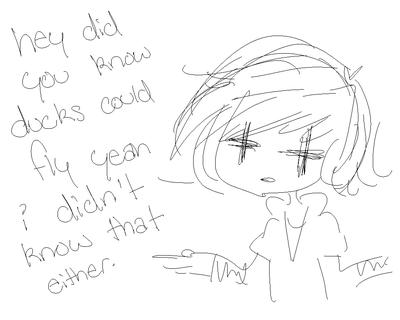 hey did
you know
ducks could
fly yeah
i didn't
know that
either.